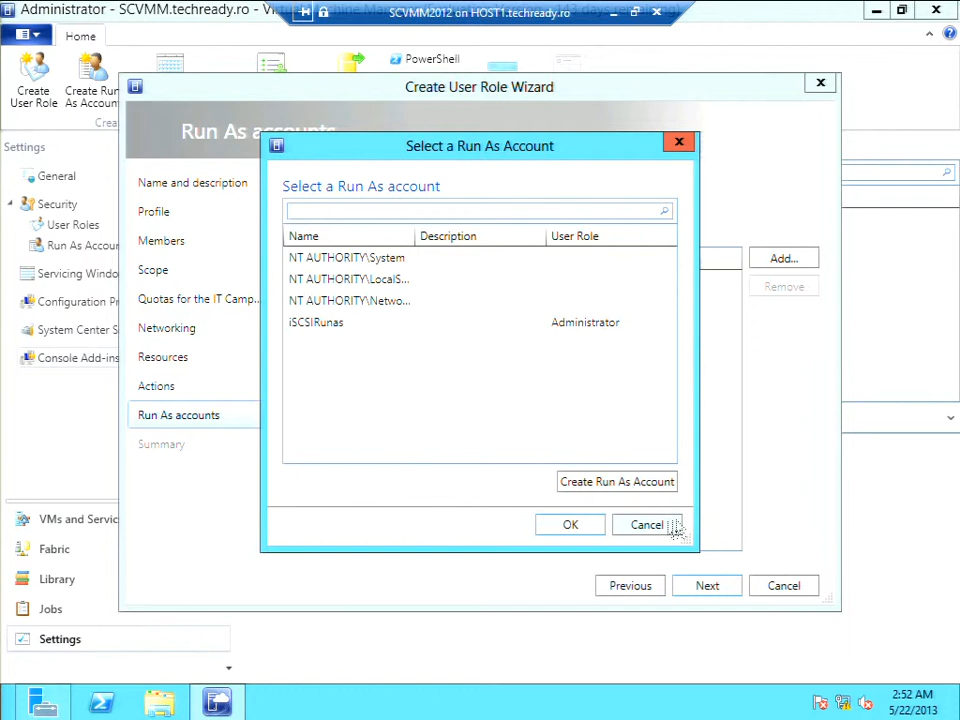 Administrator - SCVMM.techready.ro - Vi
SCVMM2012 on HOST1.techready.ro
Home
PowerShell
Create
User Role
Create Run
As Account
Crea
Create User Role Wizard
Settings
Run As accounts
General
Security
User Roles
Run As Accou
Servicing Windo
Configuration Pr
System Center S
Console Add-ins
Name and description
Profile
Members
Scope
Quotas for the IT Camp...
Networking
Resources
Actions
Run As accounts
Summary
Select a Run As Account
Select a Run As account
Name Description User Role
NT AUTHORITY\System
NT AUTHORITY\LocalS...
NT AUTHORITY\Netwo...
iSCSIRunas Administrator
Create Run As Account
OK Cancel
Add...
Remove
Previous Next Cancel
VMs and Servic
Fabric
Library
Jobs
Settings
2:52 AM
5/22/2013